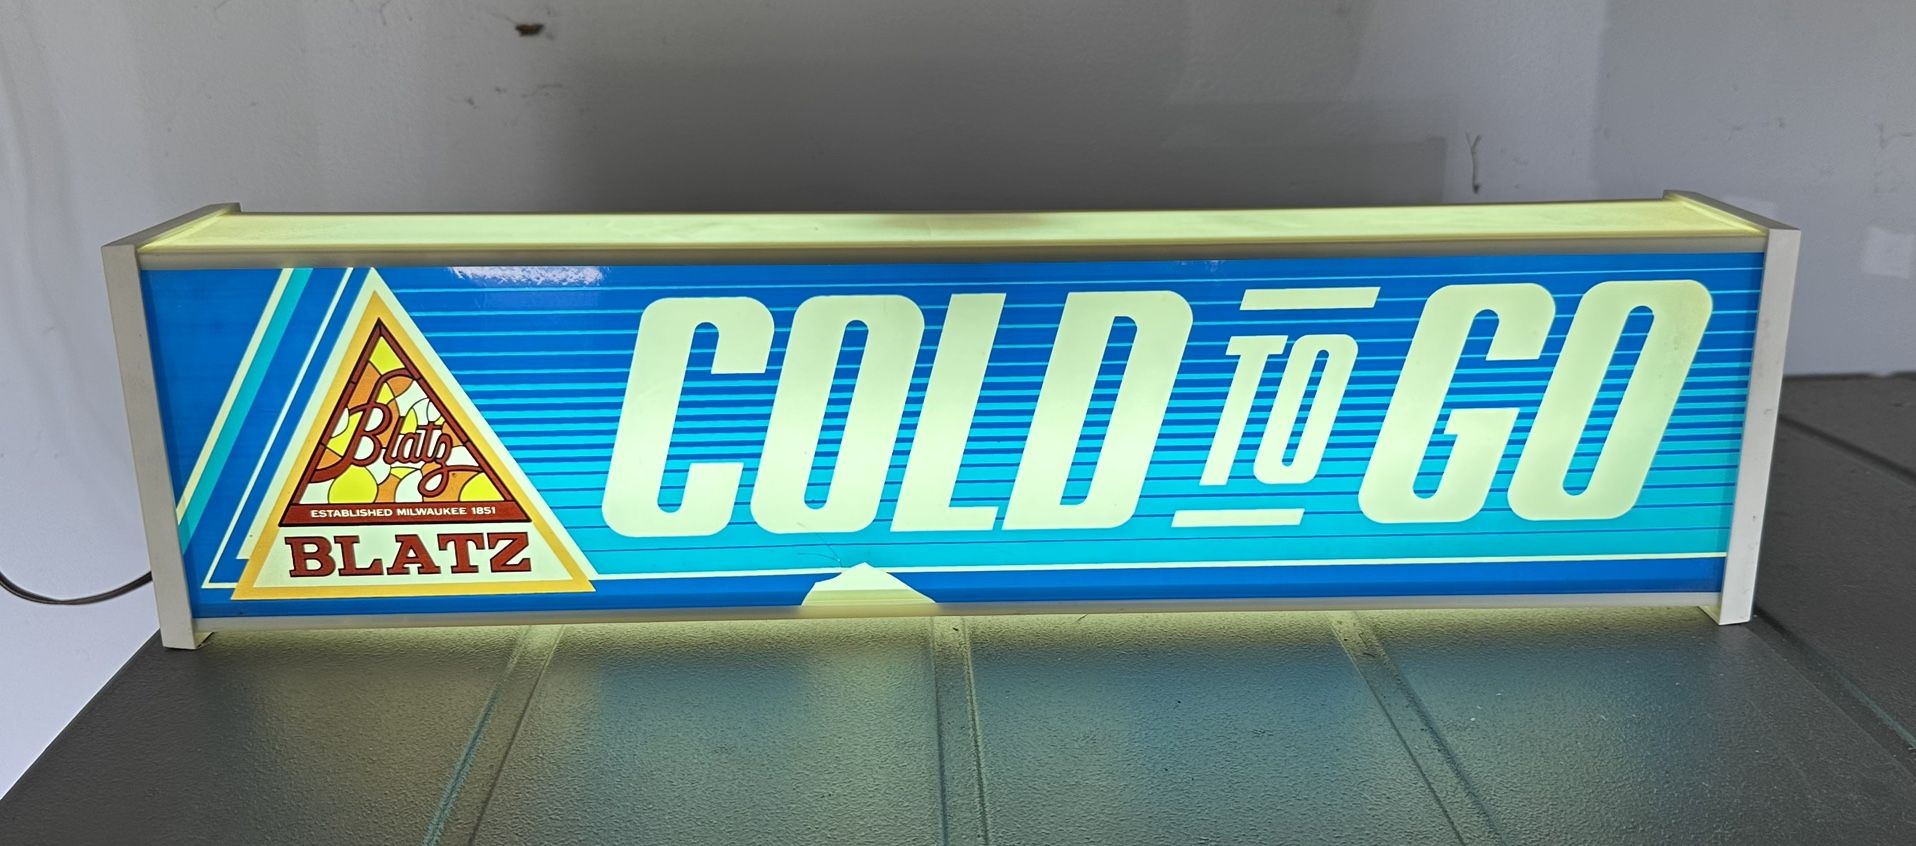 Blatz
ESTABLISHED MILWAUKEE 1851
BLATZ
COLD TO GO